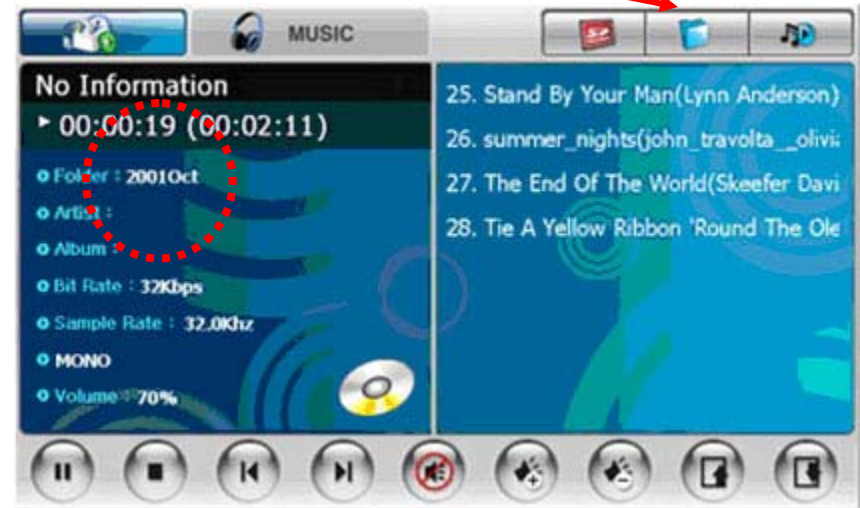 MUSIC
SD
No Information
00:00:19 (00:02:11)
Folder : 2001Oct
Artist :
Album :
Bit Rate : 32Kbps
Sample Rate : 32.0Khz
MONO
Volume : 70%
25. Stand By Your Man(Lynn Anderson)
26. summer_nights(john_travolta__olivi
27. The End Of The World(Skeefer Davi
28. Tie A Yellow Ribbon 'Round The Ole